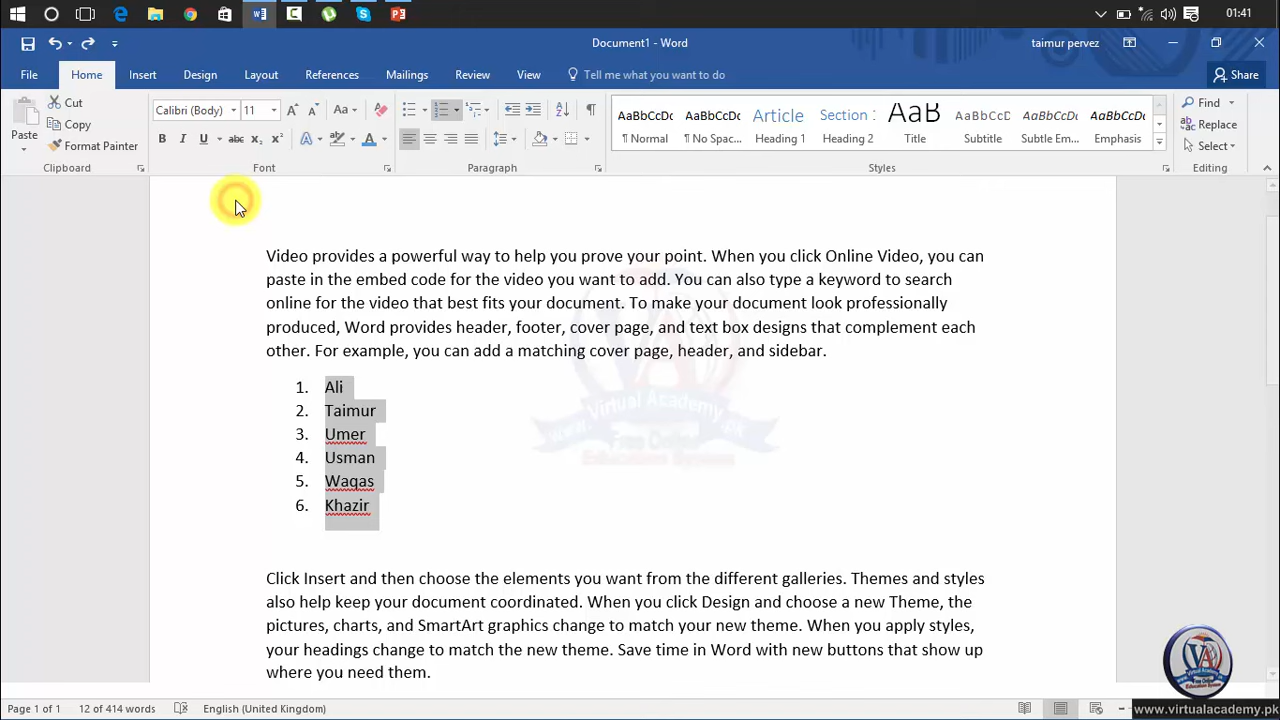 01:41
Document1 - Word
taimur pervez
File Home Insert Design Layout References Mailings Review View Tell me what you want to do Share
Paste
Cut
Copy
Format Painter
Clipboard
Calibri (Body) 11 Aa
B I U abc x₂ x² A A
Font
Paragraph
AaBbCcDc AaBbCcDc Article Section : AaB AaBbCcDc AaBbCcDc AaBbCcDc
¶ Normal ¶ No Spac... Heading 1 Heading 2 Title Subtitle Subtle Em... Emphasis
Styles
Find
Replace
Select
Editing
Video provides a powerful way to help you prove your point. When you click Online Video, you can
paste in the embed code for the video you want to add. You can also type a keyword to search
online for the video that best fits your document. To make your document look professionally
produced, Word provides header, footer, cover page, and text box designs that complement each
other. For example, you can add a matching cover page, header, and sidebar.
1. Ali
2. Taimur
3. Umer
4. Usman
5. Waqas
6. Khazir
Virtual Academy
Free Online
Education System
Click Insert and then choose the elements you want from the different galleries. Themes and styles
also help keep your document coordinated. When you click Design and choose a new Theme, the
pictures, charts, and SmartArt graphics change to match your new theme. When you apply styles,
your headings change to match the new theme. Save time in Word with new buttons that show up
where you need them.
Page 1 of 1 12 of 414 words English (United Kingdom)
www.virtualacademy.pk